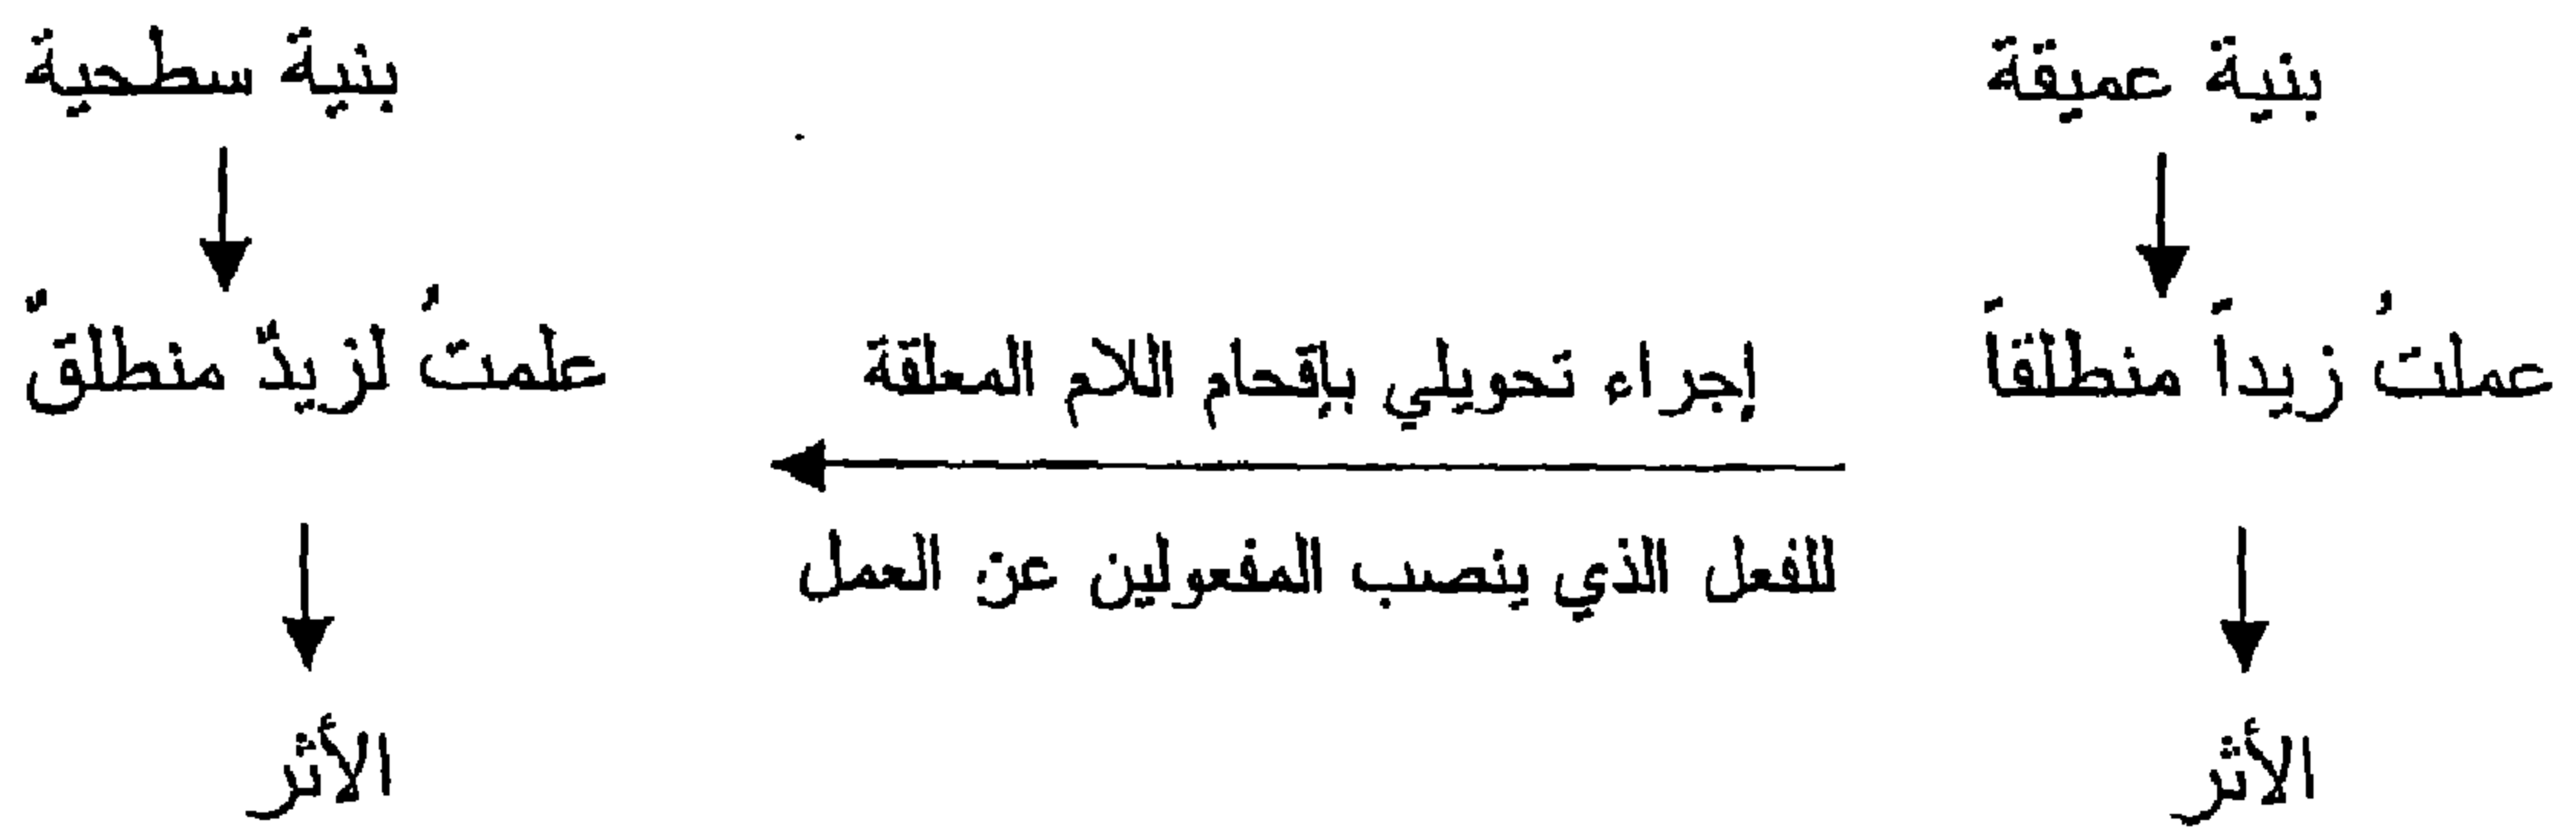 بنية عميقة
بنية سطحية
عملتُ زيداً منطلقاً
إجراء تحويلي بإقحام اللام المعلقة
علمتُ لزيدٌ منطلقٌ
للفعل الذي ينصب المفعولين عن العمل
الأثر
الأثر